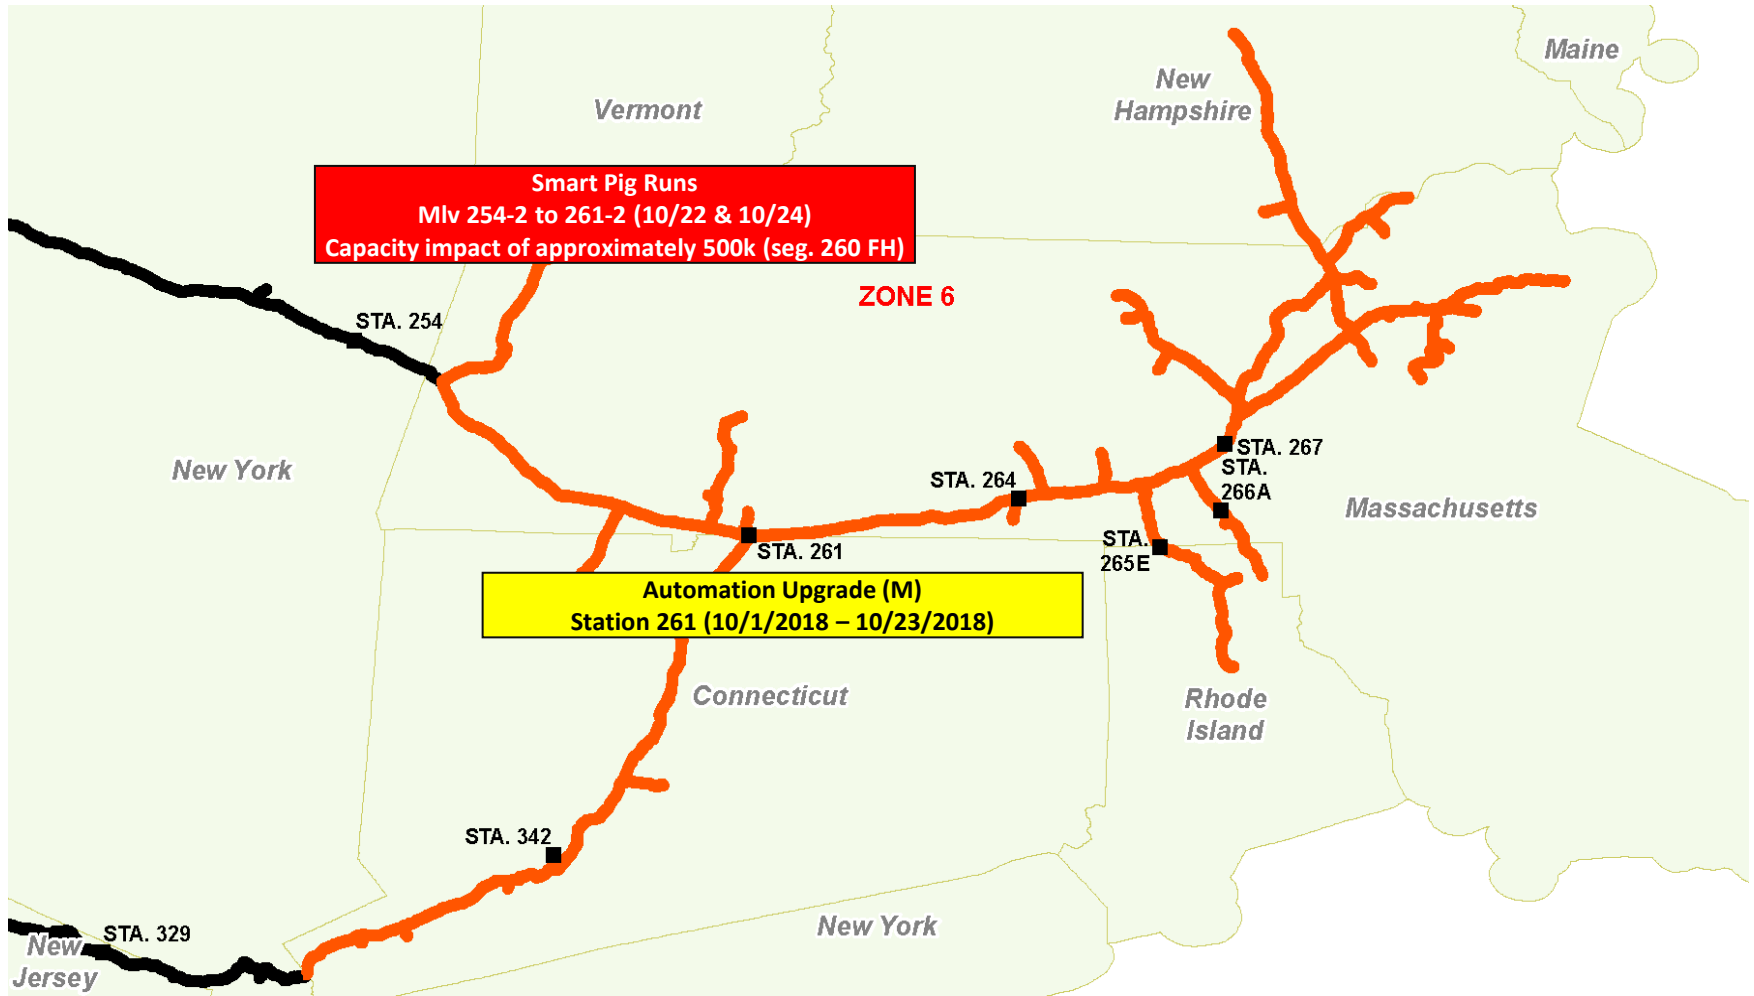 Maine
New
Hampshire
Vermont
Smart Pig Runs
Mlv 254-2 to 261-2 (10/22 & 10/24)
Capacity impact of approximately 500k (seg. 260 FH)
ZONE 6
STA. 254
New York
STA. 267
STA.
266A
STA. 264
Massachusetts
STA. 261
STA.
265E
Automation Upgrade (M)
Station 261 (10/1/2018 – 10/23/2018)
Connecticut
Rhode
Island
STA. 342
New York
STA. 329
New
Jersey